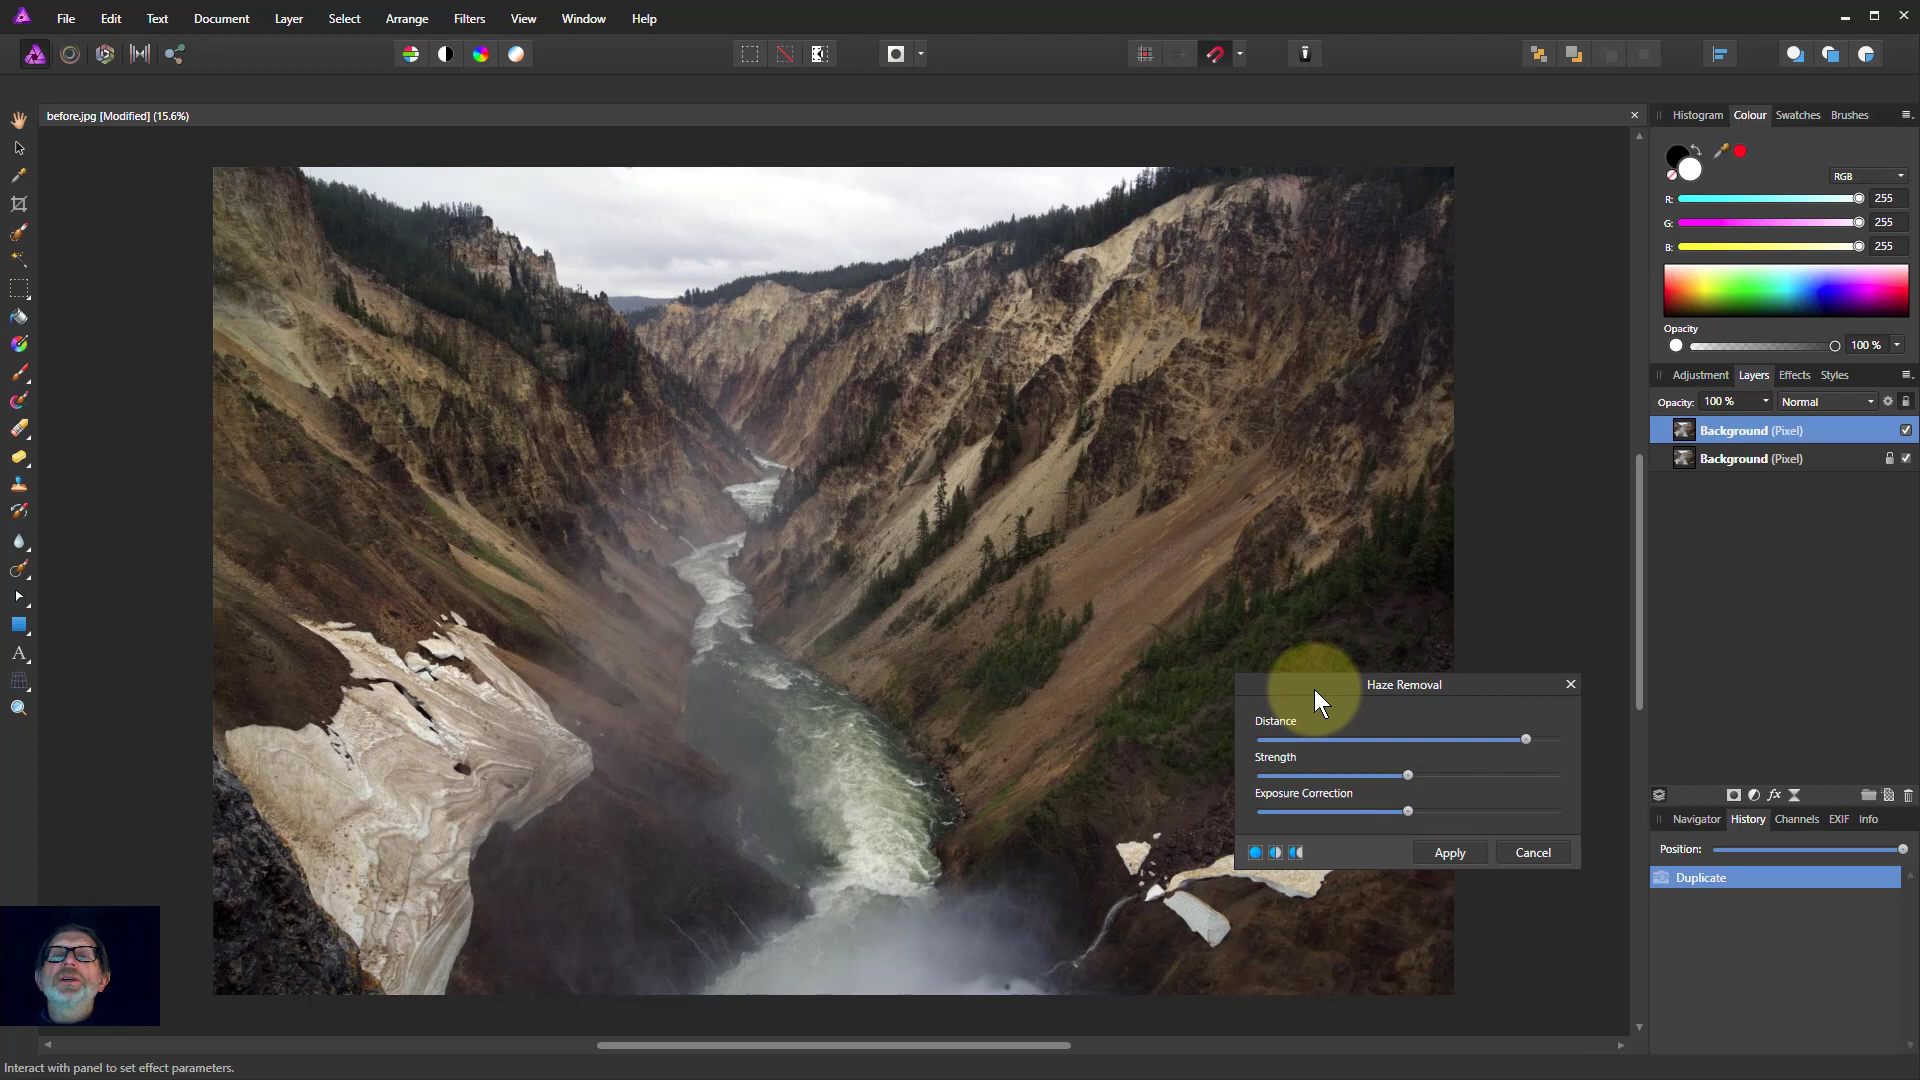 File Edit Text Document Layer Select Arrange Filters View Window Help
before.jpg [Modified] (15.6%)
Histogram Colour Swatches Brushes
RGB
R: 255
G: 255
B: 255
Opacity
100 %
Adjustment Layers Effects Styles
Opacity: 100 % Normal
Background (Pixel)
Background (Pixel)
Haze Removal
Distance
Strength
Exposure Correction
Apply Cancel
Navigator History Channels EXIF Info
Position:
Duplicate
Interact with panel to set effect parameters.